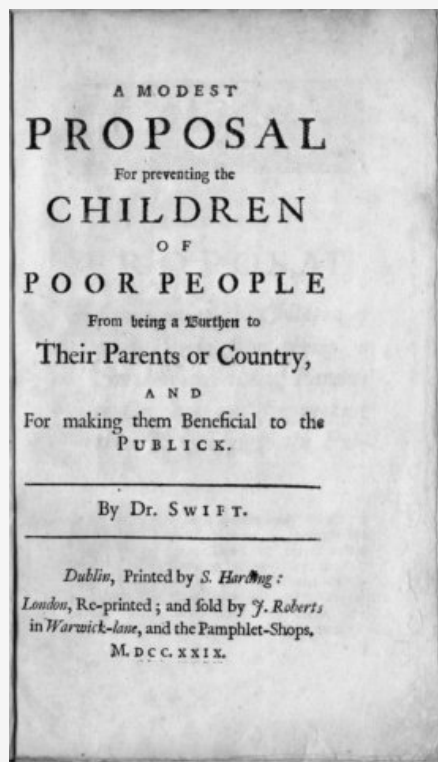 A MODEST
PROPOSAL
For preventing the
CHILDREN
OF
POOR PEOPLE
From being a Burthen to
Their Parents or Country,
AND
For making them Beneficial to the
PUBLICK.
By Dr. SWIFT.
Dublin, Printed by S. Harding:
London, Re-printed; and ſold by J. Roberts
in Warwick-lane, and the Pamphlet-Shops.
M.DCC.XXIX.